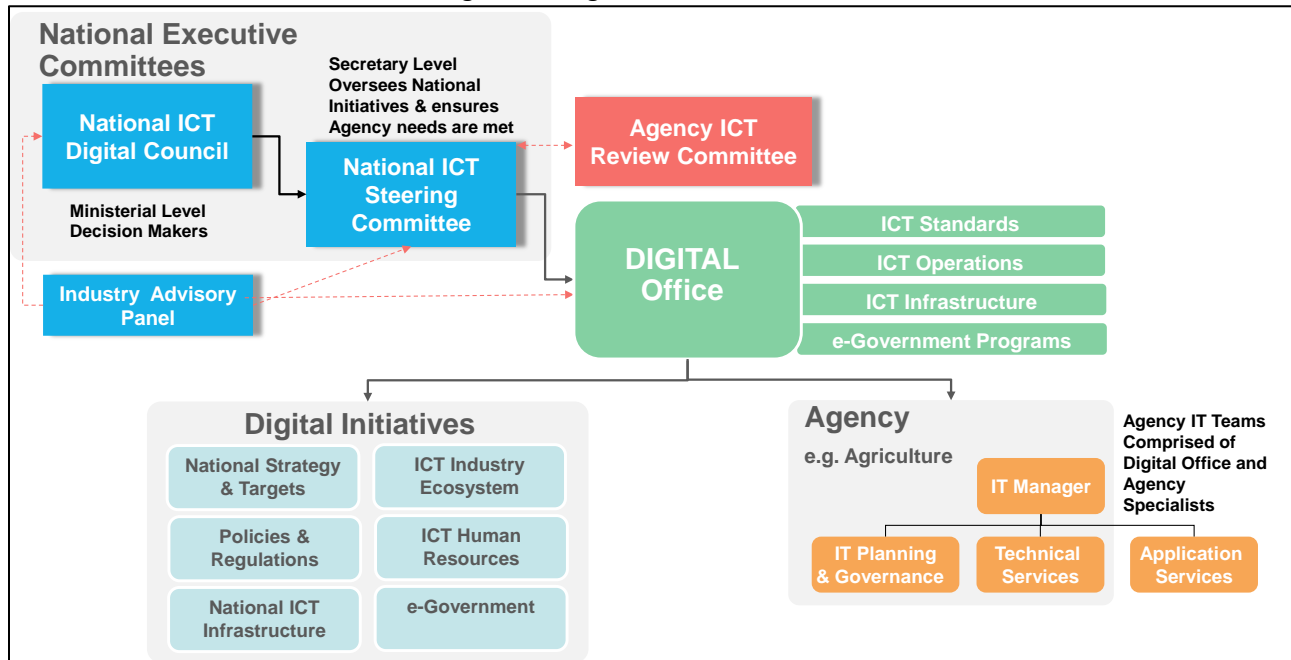 National Executive
Committees
Secretary Level
Oversees National
Initiatives & ensures
Agency needs are met
National ICT
Digital Council
Agency ICT
Review Committee
National ICT
Steering
Committee
Ministerial Level
Decision Makers
Industry Advisory
Panel
DIGITAL
Office
ICT Standards
ICT Operations
ICT Infrastructure
e-Government Programs
Digital Initiatives
National Strategy
& Targets
ICT Industry
Ecosystem
Policies &
Regulations
ICT Human
Resources
National ICT
Infrastructure
e-Government
Agency
e.g. Agriculture
Agency IT Teams
Comprised of
Digital Office and
Agency
Specialists
IT Manager
IT Planning
& Governance
Technical
Services
Application
Services